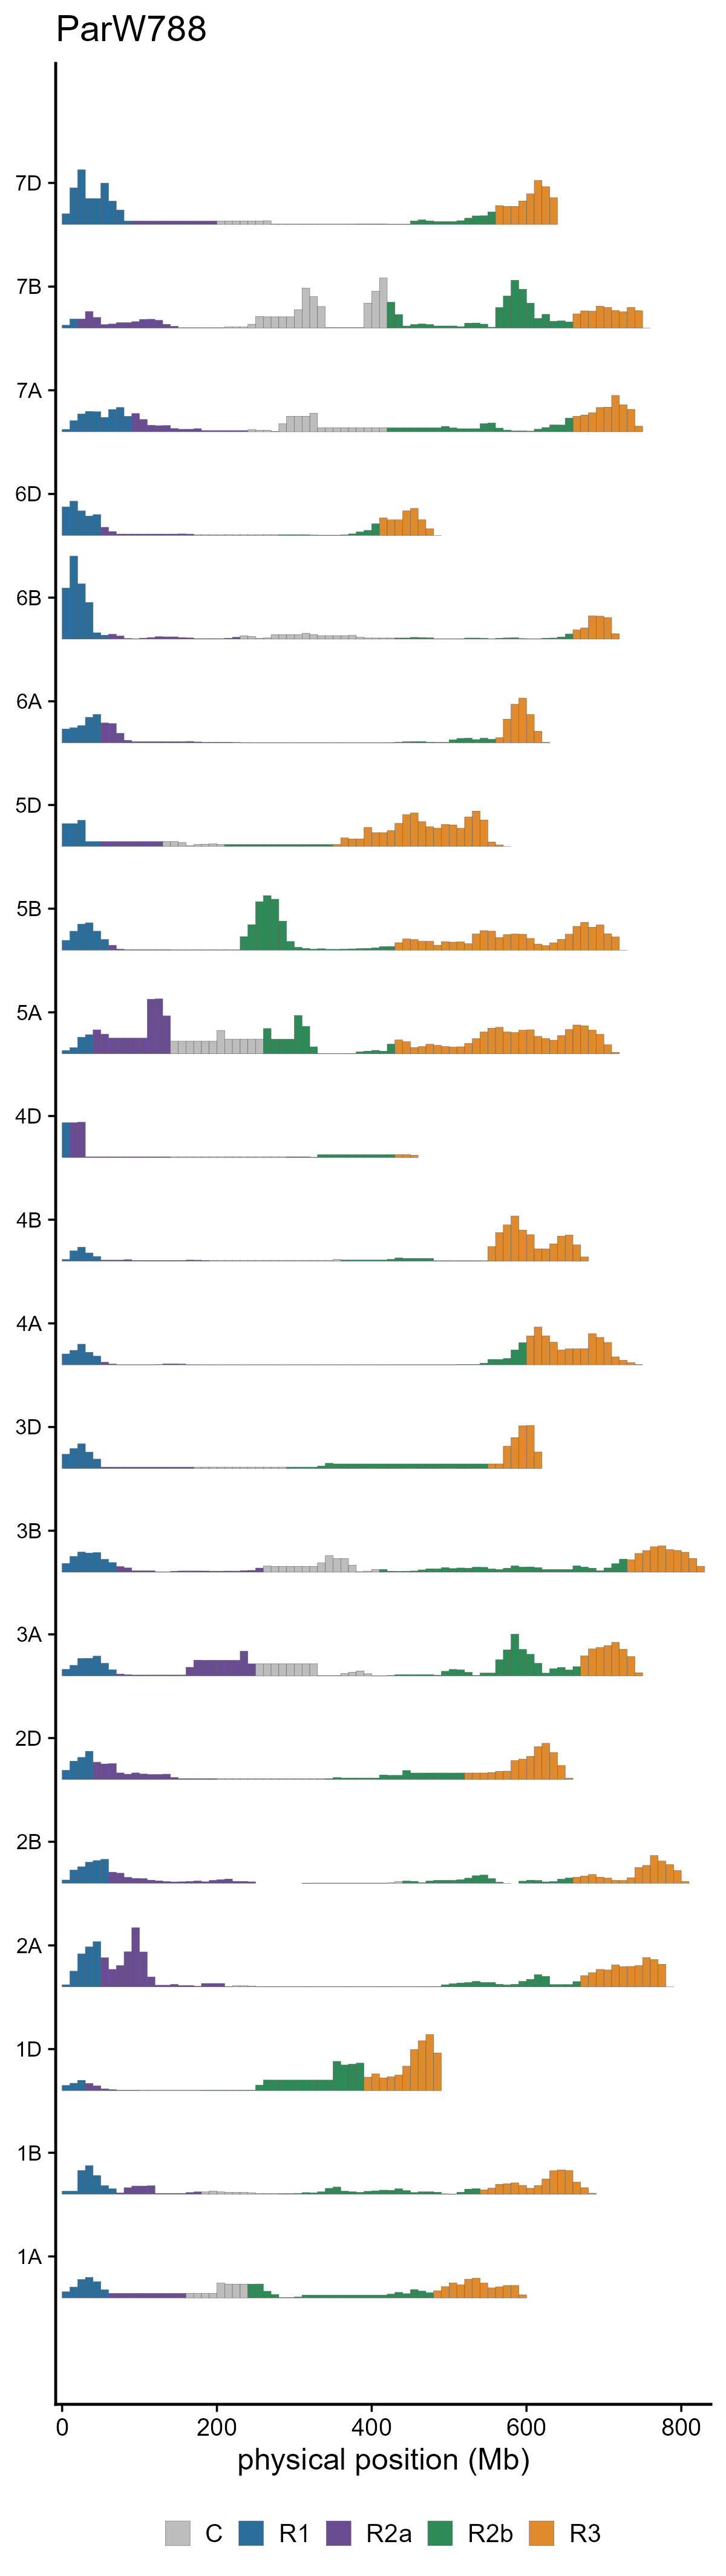 ParW788
7D
7B
7A
6D
6B
6A
5D
5B
5A
4D
4B
4A
3D
3B
3A
2D
2B
2A
1D
1B
1A
0 200 400 600 800
physical position (Mb)
C R1 R2a R2b R3